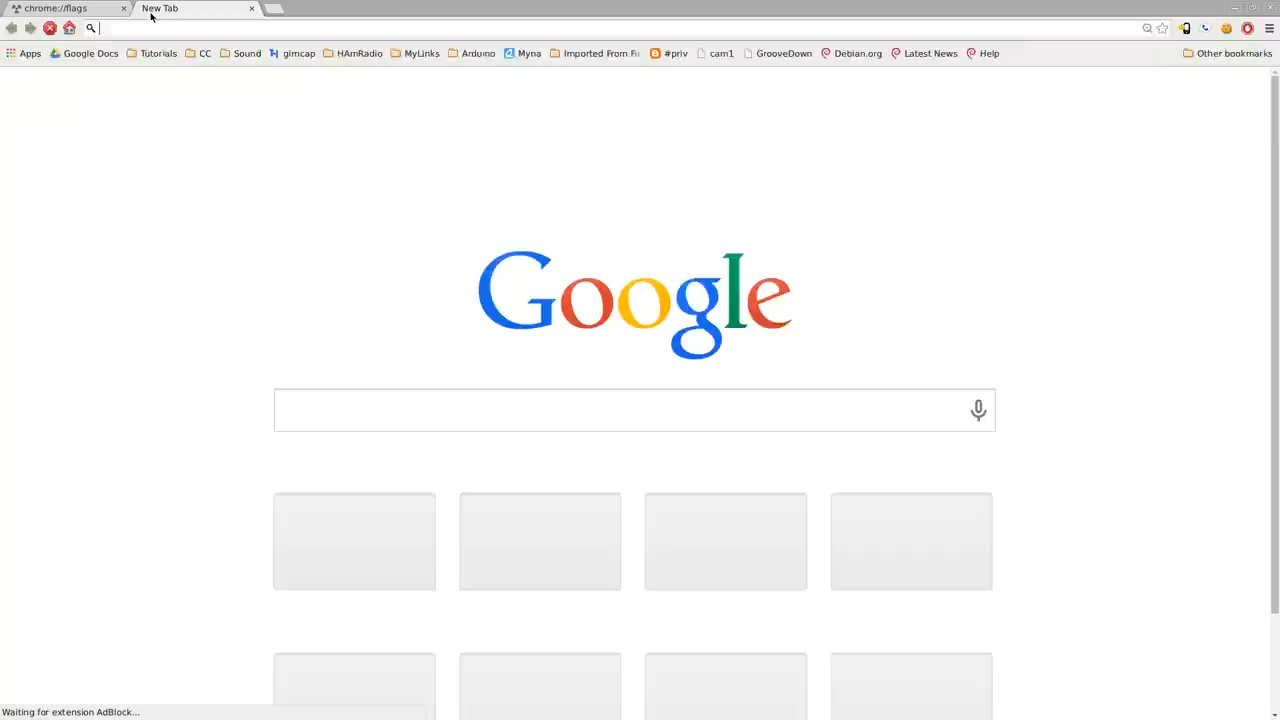 chrome://flags
New Tab
Apps Google Docs Tutorials CC Sound gimcap HAmRadio MyLinks Arduino Myna Imported From Fi #priv cam1 GrooveDown Debian.org Latest News Help Other bookmarks
Google
Waiting for extension AdBlock...